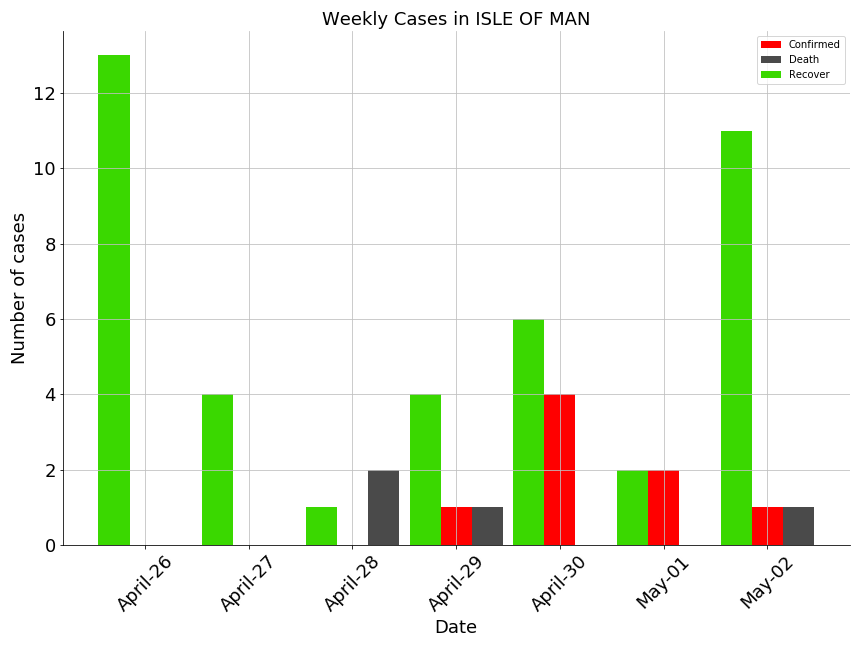 Weekly Cases in ISLE OF MAN
Confirmed
Death
Recover
Number of cases
12
10
8
6
4
2
0
April-26
April-27
April-28
April-29
April-30
May-01
May-02
Date